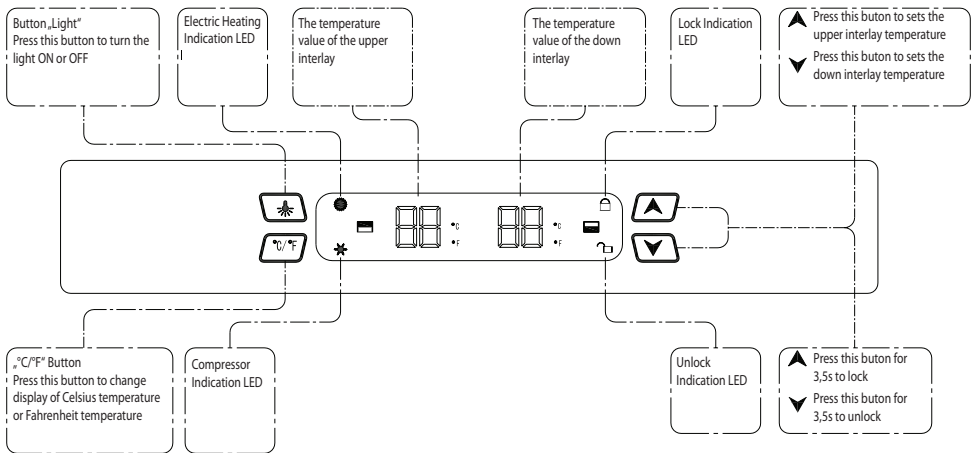 Button „Light"
Press this button to turn the
light ON or OFF
Electric Heating
Indication LED
The temperature
value of the upper
interlay
The temperature
value of the down
interlay
Lock Indication
LED
Press this buton to sets the
upper interlay temperature
Press this buton to sets the
down interlay temperature
°C/°F
88
°C
°F
88
°C
°F
„°C/°F" Button
Press this button to change
display of Celsius temperature
or Fahrenheit temperature
Compressor
Indication LED
Unlock
Indication LED
Press this buton for
3,5s to lock
Press this buton for
3,5s to unlock